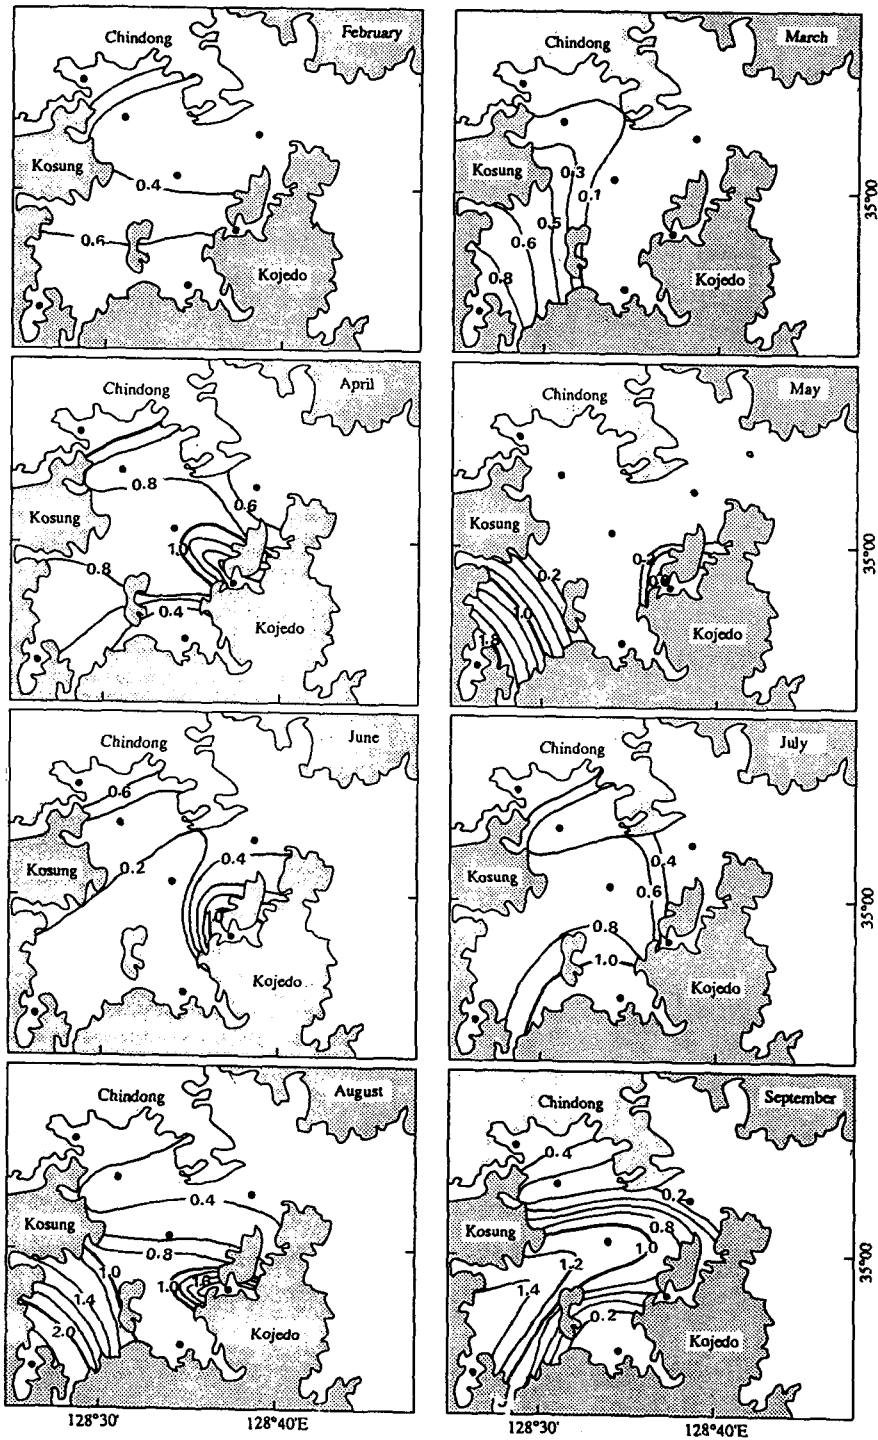 February
Chindong
Kosung
0.4
0.6
Kojedo
March
Chindong
Kosung
0.3
0.1
0.5
0.6
0.8
Kojedo
35°00
April
Chindong
0.8
0.6
Kosung
1.0
0.8
0.4
Kojedo
May
Chindong
Kosung
0.2
0.2
1.0
1.8
Kojedo
35°00
June
Chindong
0.6
0.2
0.4
Kosung
Kojedo
July
Chindong
0.4
Kosung
0.6
0.8
1.0
Kojedo
35°00
August
Chindong
0.4
Kosung
0.8
1.0
1.0
1.4
2.0
Kojedo
128°30'
128°40'E
September
Chindong
0.4
0.2
Kosung
0.8
1.0
1.2
1.4
0.2
Kojedo
35°00
128°30'
128°40'E